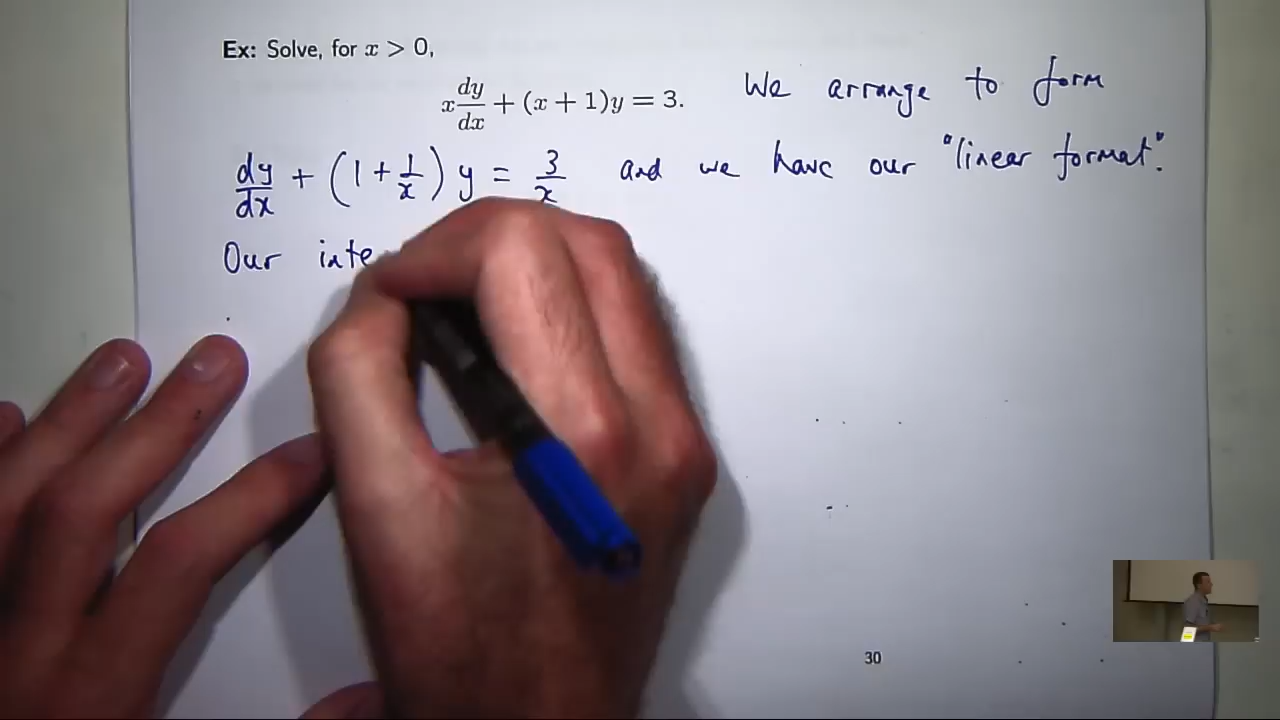 Ex: Solve, for x > 0,
x dy/dx + (x + 1)y = 3.
We arrange to form
dy/dx + (1 + 1/x) y = 3/x and we have our "linear format".
Our inte
30